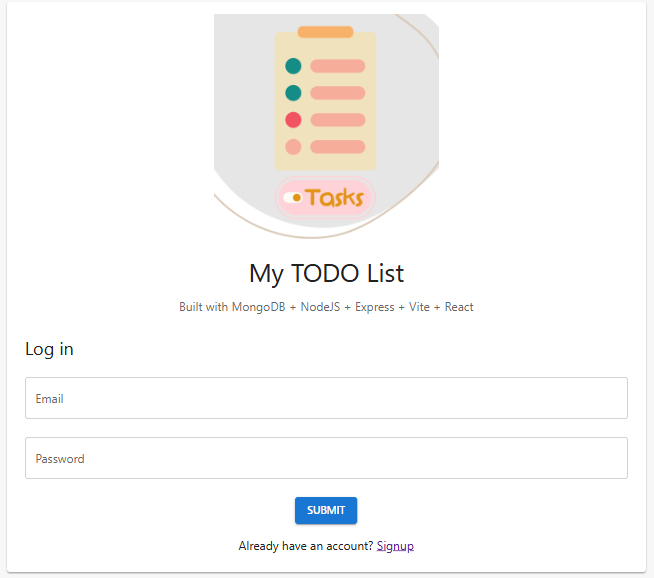 Tasks
My TODO List
Built with MongoDB + NodeJS + Express + Vite + React
Log in
Email
Password
SUBMIT
Already have an account? Signup